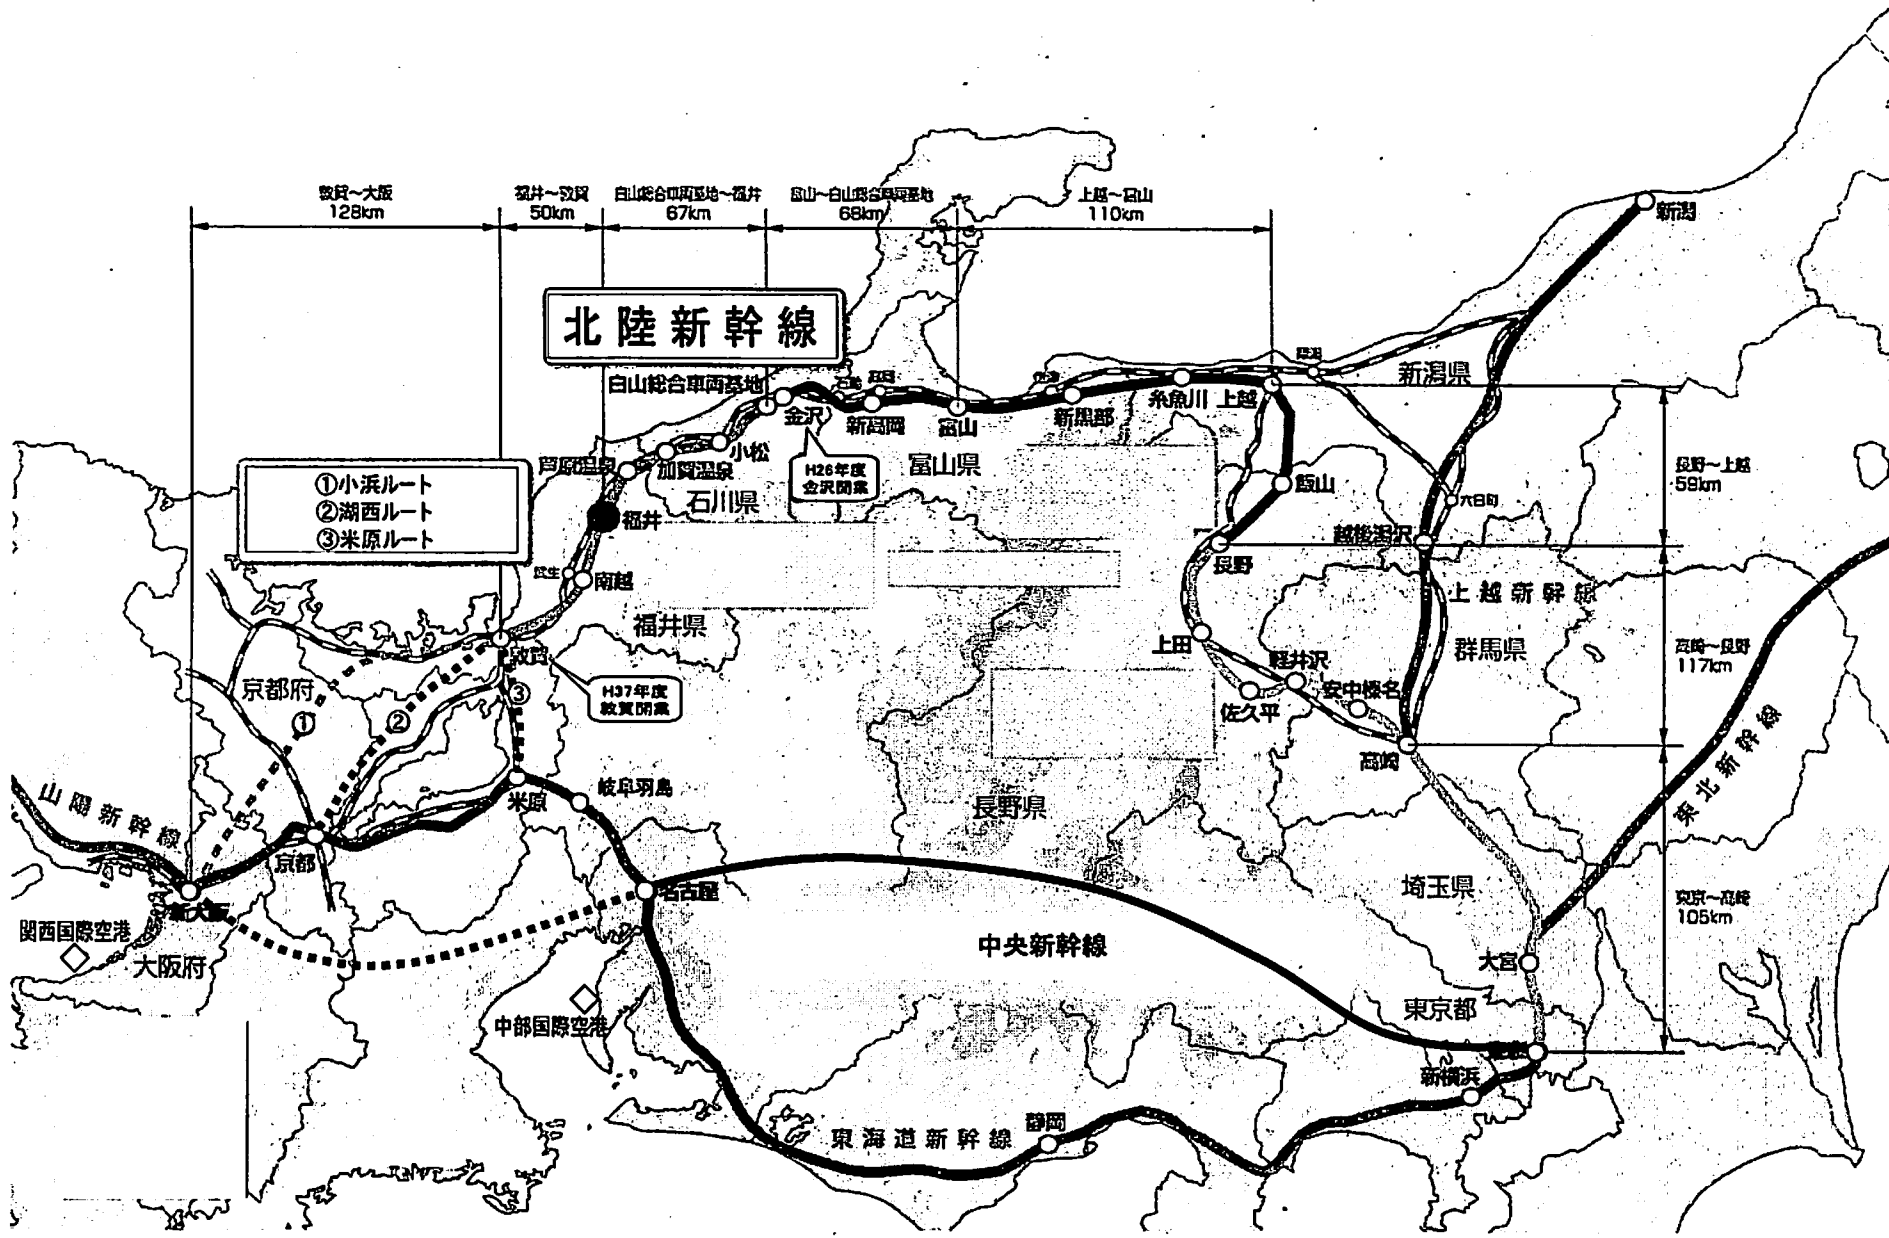 敦賀～大阪
128km
福井～敦賀
50km
白山総合車両基地～福井
67km
富山～白山総合車両基地
68km
上越～富山
110km
新潟
北陸新幹線
白山総合車両基地
金沢
石動
高岡
新高岡
富山
新黒部
糸魚川
上越
新潟県
H26年度
金沢開業
小松
加賀温泉
芦原温泉
石川県
富山県
飯山
長野～上越
59km
六日町
越後湯沢
①小浜ルート
②湖西ルート
③米原ルート
福井
武生
南越
長野
上越新幹線
福井県
敦賀
上田
軽井沢
群馬県
高崎～長野
117km
京都府
①
②
③
H37年度
敦賀開業
佐久平
安中榛名
高崎
東北新幹線
山陽新幹線
米原
岐阜羽島
長野県
京都
名古屋
埼玉県
東京～高崎
105km
新大阪
関西国際空港
大阪府
中央新幹線
大宮
東京都
中部国際空港
東京
新横浜
静岡
東海道新幹線